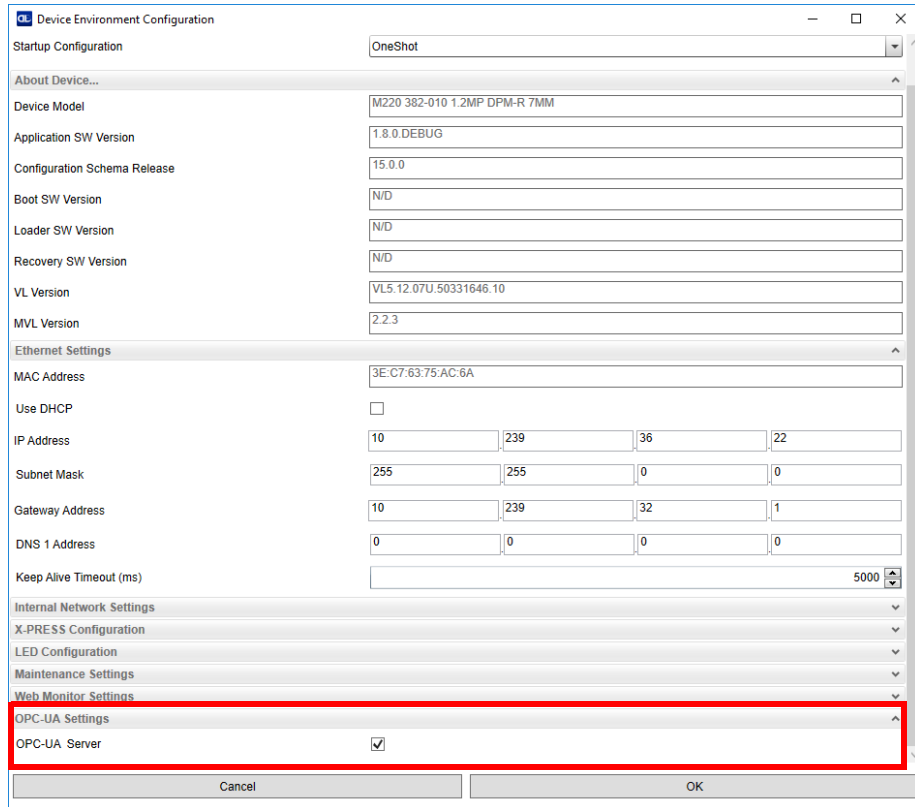 Device Environment Configuration
Startup Configuration OneShot
About Device...
Device Model M220 382-010 1.2MP DPM-R 7MM
Application SW Version 1.8.0.DEBUG
Configuration Schema Release 15.0.0
Boot SW Version N/D
Loader SW Version N/D
Recovery SW Version N/D
VL Version VL5.12.07U.50331646.10
MVL Version 2.2.3
Ethernet Settings
MAC Address 3E:C7:63:75:AC:6A
Use DHCP
IP Address 10 . 239 . 36 . 22
Subnet Mask 255 . 255 . 0 . 0
Gateway Address 10 . 239 . 32 . 1
DNS 1 Address 0 . 0 . 0 . 0
Keep Alive Timeout (ms) 5000
Internal Network Settings
X-PRESS Configuration
LED Configuration
Maintenance Settings
Web Monitor Settings
OPC-UA Settings
OPC-UA Server
Cancel OK